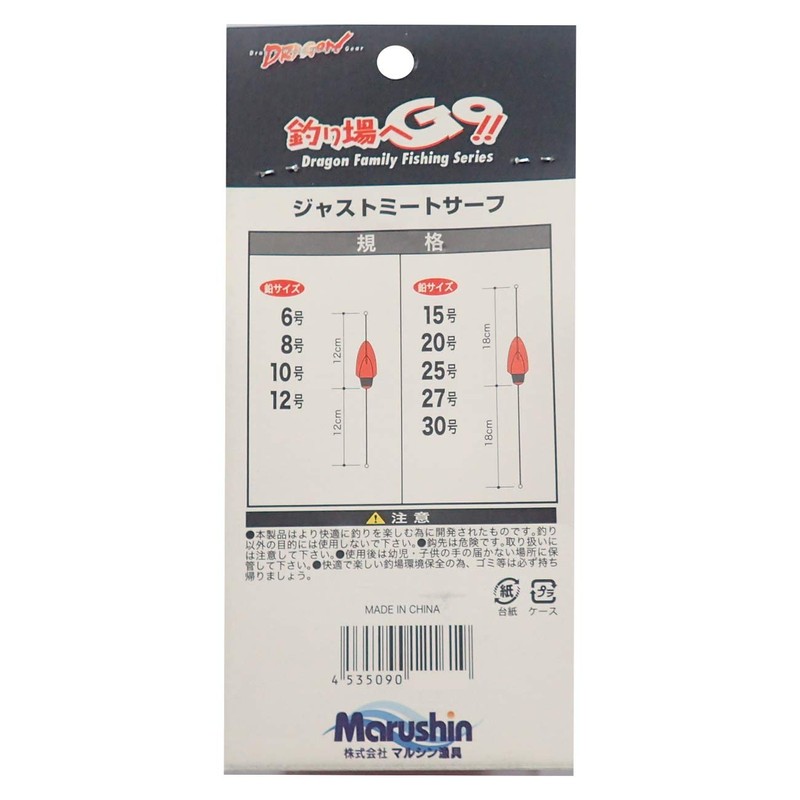 Dra DRAGON Gear
釣り場へGO!!
Dragon Family Fishing Series
ジャストミートサーフ
規 格
鉛サイズ
6号
8号
10号
12号
12cm
12cm
鉛サイズ
15号
20号
25号
27号
30号
18cm
18cm
注意
●本製品はより快適に釣りを楽しむ為に開発されたものです。釣り
以外の目的には使用しないで下さい。●鈎先は危険です。取り扱いに
は注意して下さい。●使用後は幼児・子供の手の届かない場所に保
管して下さい。●快適で楽しい釣場環境保全の為、ゴミ等は必ず持ち
帰りましょう。
紙 プラ
台紙 ケース
MADE IN CHINA
4 535090
Marushin
株式会社 マルシン漁具